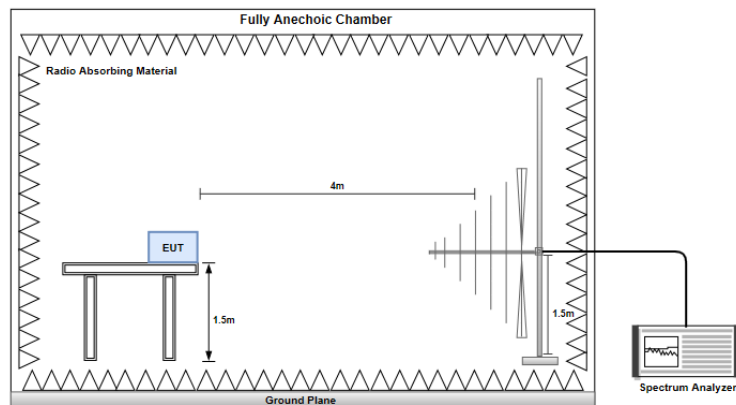 Fully Anechoic Chamber
Radio Absorbing Material
4m
EUT
1.5m
1.5m
Spectrum Analyzer
Ground Plane